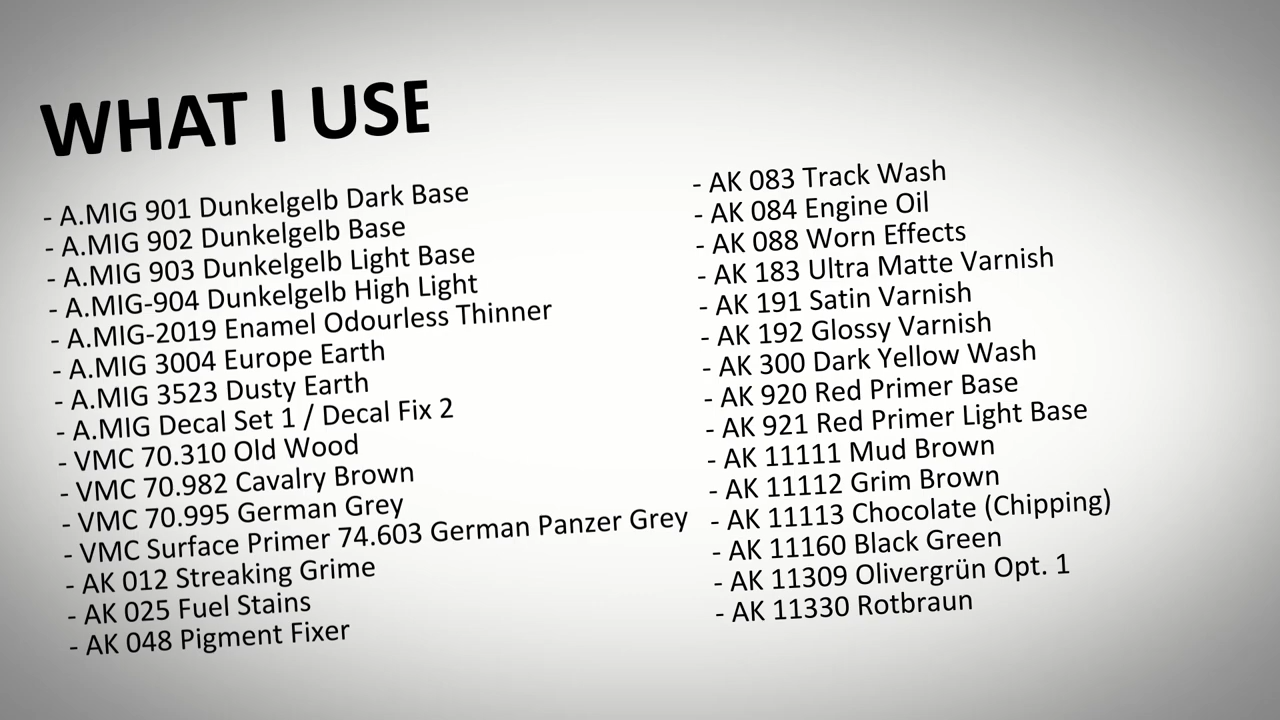 WHAT I USE
- A.MIG 901 Dunkelgelb Dark Base
- A.MIG 902 Dunkelgelb Base
- A.MIG 903 Dunkelgelb Light Base
- A.MIG-904 Dunkelgelb High Light
- A.MIG-2019 Enamel Odourless Thinner
- A.MIG 3004 Europe Earth
- A.MIG 3523 Dusty Earth
- A.MIG Decal Set 1 / Decal Fix 2
- VMC 70.310 Old Wood
- VMC 70.982 Cavalry Brown
- VMC 70.995 German Grey
- VMC Surface Primer 74.603 German Panzer Grey
- AK 012 Streaking Grime
- AK 025 Fuel Stains
- AK 048 Pigment Fixer
- AK 083 Track Wash
- AK 084 Engine Oil
- AK 088 Worn Effects
- AK 183 Ultra Matte Varnish
- AK 191 Satin Varnish
- AK 192 Glossy Varnish
- AK 300 Dark Yellow Wash
- AK 920 Red Primer Base
- AK 921 Red Primer Light Base
- AK 11111 Mud Brown
- AK 11112 Grim Brown
- AK 11113 Chocolate (Chipping)
- AK 11160 Black Green
- AK 11309 Olivergrün Opt. 1
- AK 11330 Rotbraun